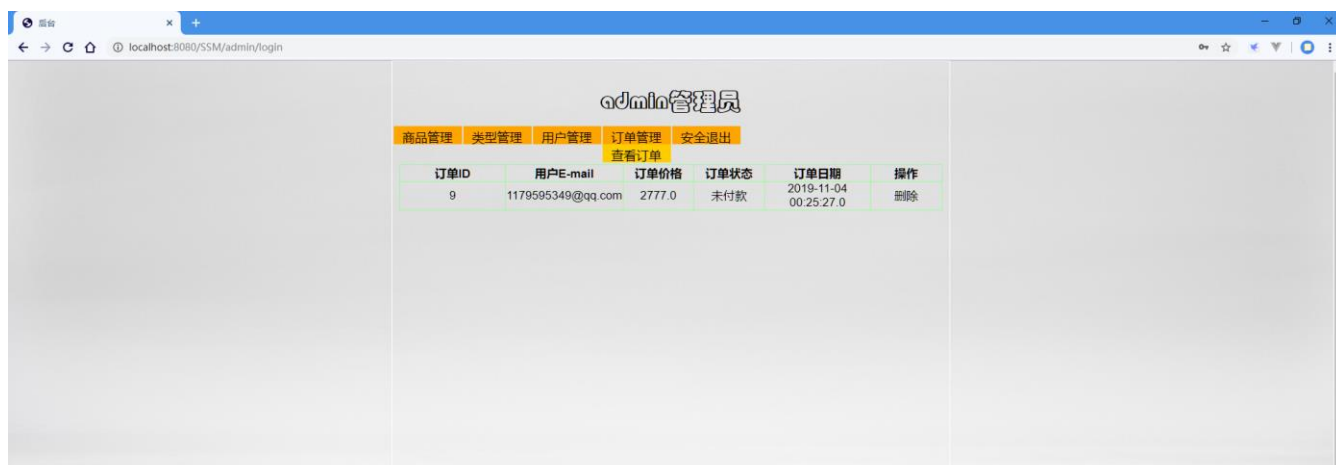 后台
localhost:8080/SSM/admin/login
admin管理员
商品管理 类型管理 用户管理 订单管理 安全退出
查看订单
订单ID 用户E-mail 订单价格 订单状态 订单日期 操作
9 1179595349@qq.com 2777.0 未付款 2019-11-04 00:25:27.0 删除